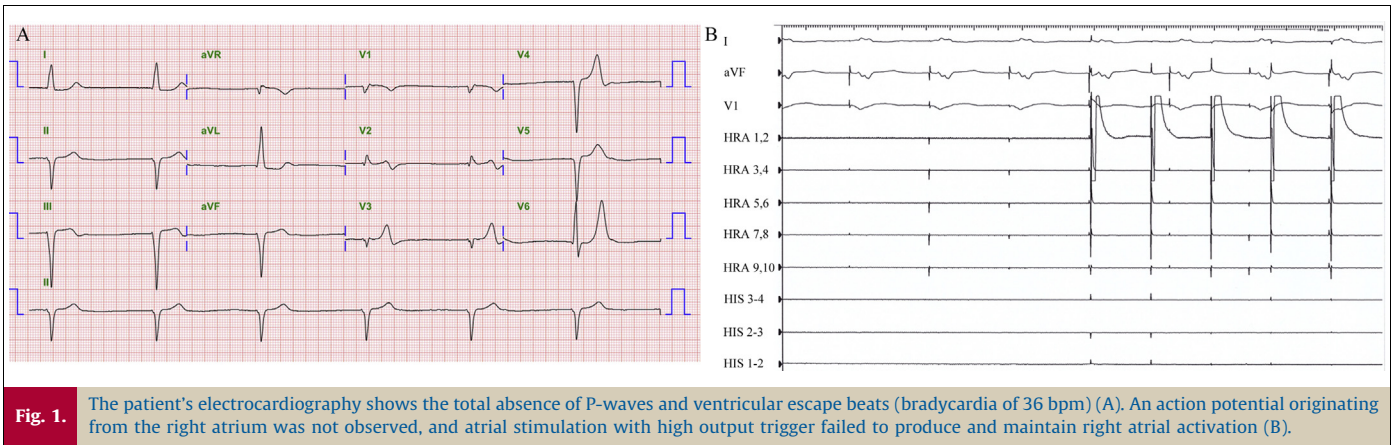 A
I
aVR
V1
V4
II
aVL
V2
V5
III
aVF
V3
V6
II
B
I
aVF
V1
HRA 1,2
HRA 3,4
HRA 5,6
HRA 7,8
HRA 9,10
HIS 3-4
HIS 2-3
HIS 1-2
Fig. 1.
The patient's electrocardiography shows the total absence of P-waves and ventricular escape beats (bradycardia of 36 bpm) (A). An action potential originating
from the right atrium was not observed, and atrial stimulation with high output trigger failed to produce and maintain right atrial activation (B).